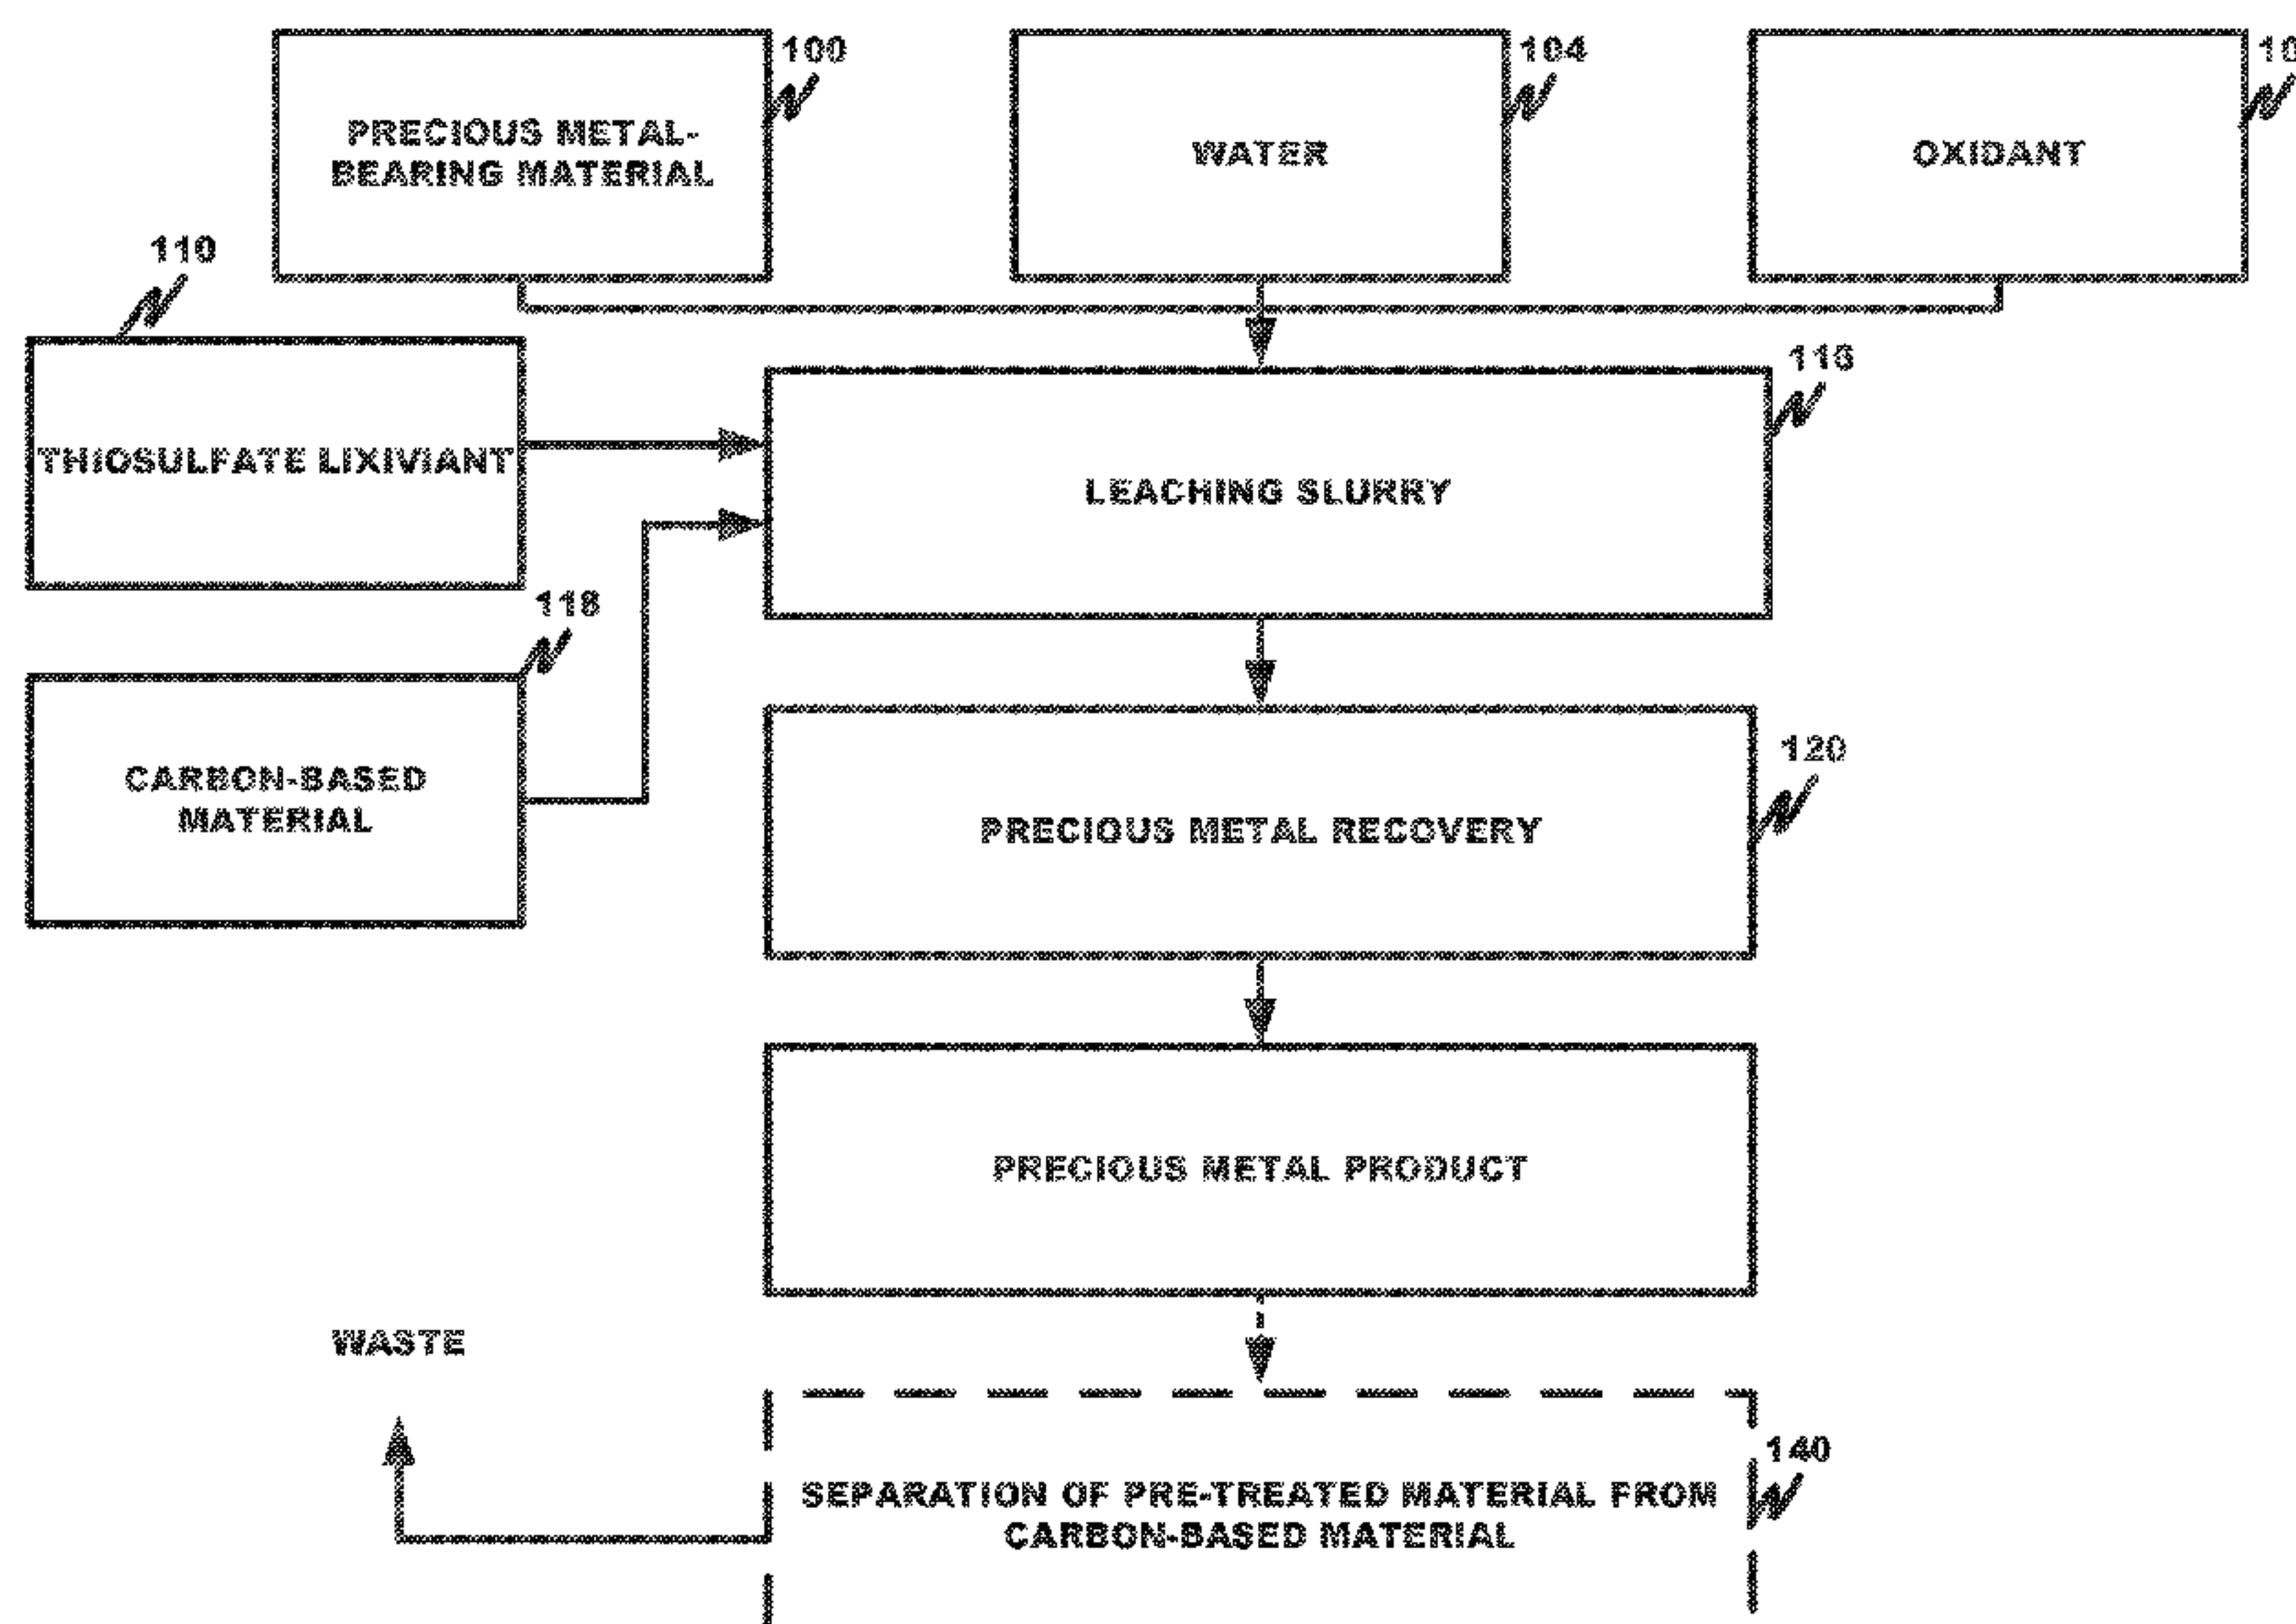 100
104
10
PRECIOUS METAL-
BEARING MATERIAL
WATER
OXIDANT
110
116
THIOSULFATE LIXIVIANT
LEACHING SLURRY
118
120
CARBON-BASED
MATERIAL
PRECIOUS METAL RECOVERY
PRECIOUS METAL PRODUCT
WASTE
140
SEPARATION OF PRE-TREATED MATERIAL FROM
CARBON-BASED MATERIAL